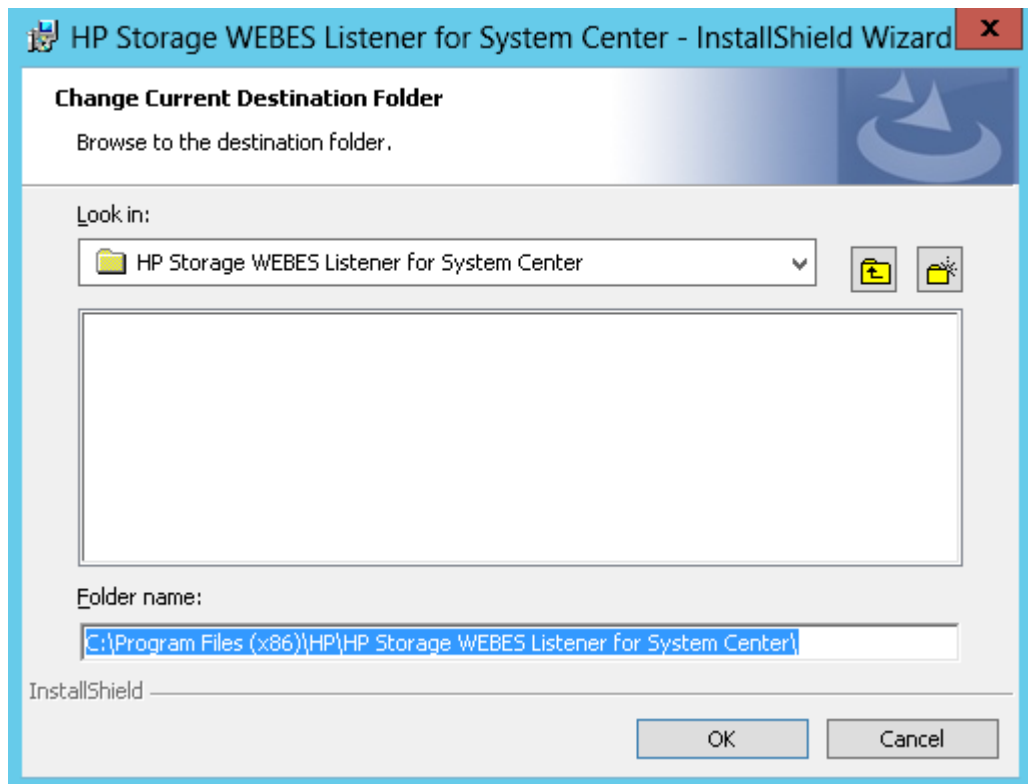 HP Storage WEBES Listener for System Center - InstallShield Wizard
x
Change Current Destination Folder
Browse to the destination folder.
Look in:
HP Storage WEBES Listener for System Center
Folder name:
C:\Program Files (x86)\HP\HP Storage WEBES Listener for System Center\
InstallShield
OK Cancel